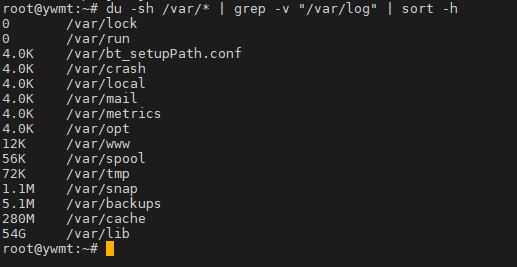 root@ywmt:~# du -sh /var/* | grep -v "/var/log" | sort -h
0 /var/lock
0 /var/run
4.0K /var/bt_setupPath.conf
4.0K /var/crash
4.0K /var/local
4.0K /var/mail
4.0K /var/metrics
4.0K /var/opt
12K /var/www
56K /var/spool
72K /var/tmp
1.1M /var/snap
5.1M /var/backups
280M /var/cache
54G /var/lib
root@ywmt:~#